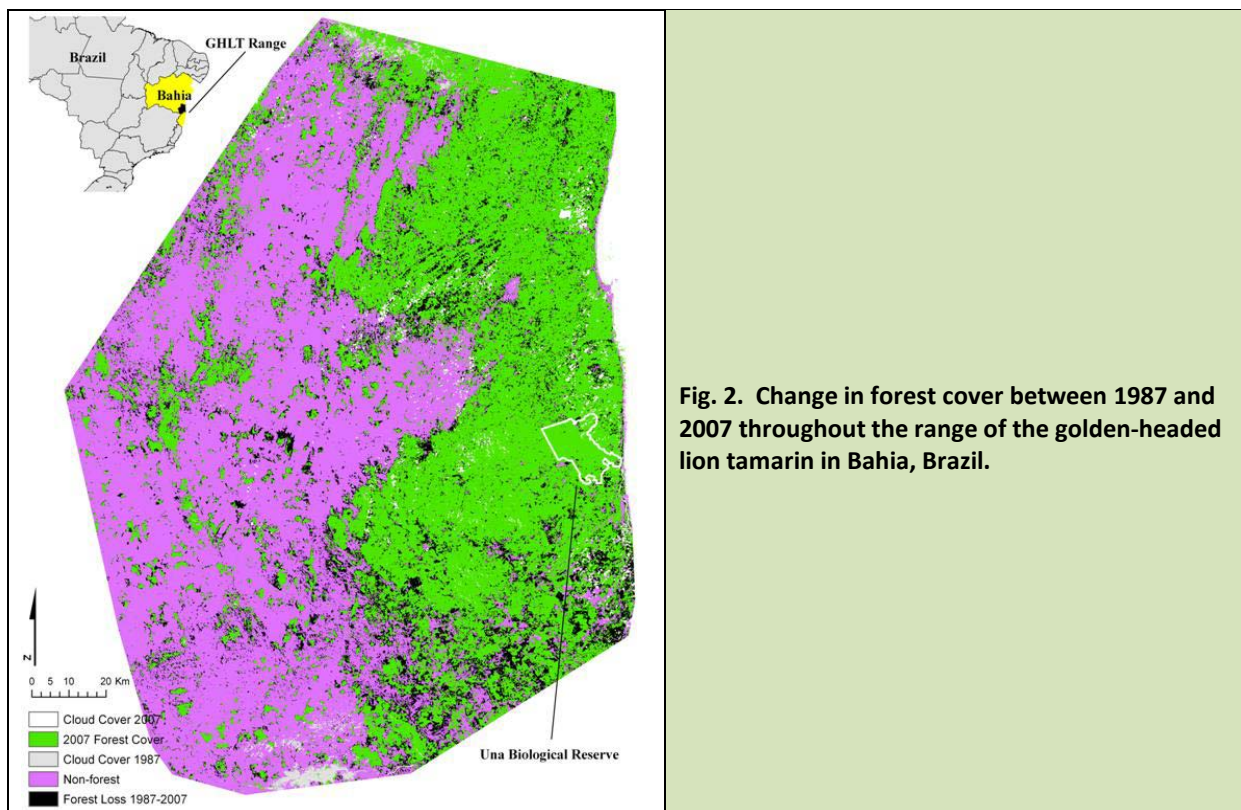 GHLT Range
Brazil
Bahia
Z
0 5 10 20 Km
Cloud Cover 2007
2007 Forest Cover
Cloud Cover 1987
Non-forest
Forest Loss 1987-2007
Una Biological Reserve
Fig. 2. Change in forest cover between 1987 and
2007 throughout the range of the golden-headed
lion tamarin in Bahia, Brazil.